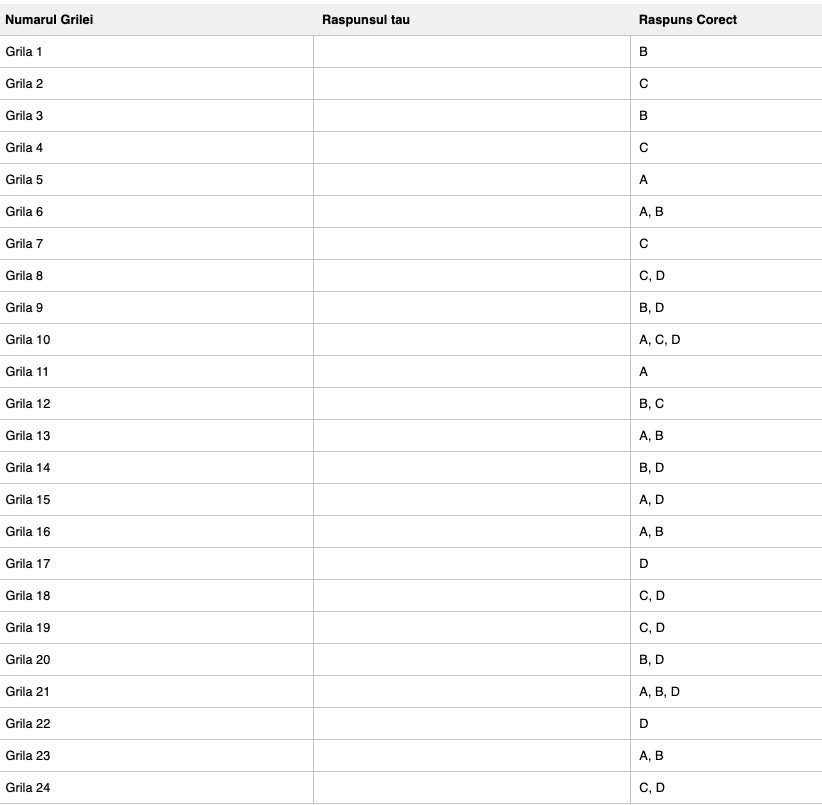 Numarul Grilei Raspunsul tau Raspuns Corect
Grila 1 B
Grila 2 C
Grila 3 B
Grila 4 C
Grila 5 A
Grila 6 A, B
Grila 7 C
Grila 8 C, D
Grila 9 B, D
Grila 10 A, C, D
Grila 11 A
Grila 12 B, C
Grila 13 A, B
Grila 14 B, D
Grila 15 A, D
Grila 16 A, B
Grila 17 D
Grila 18 C, D
Grila 19 C, D
Grila 20 B, D
Grila 21 A, B, D
Grila 22 D
Grila 23 A, B
Grila 24 C, D